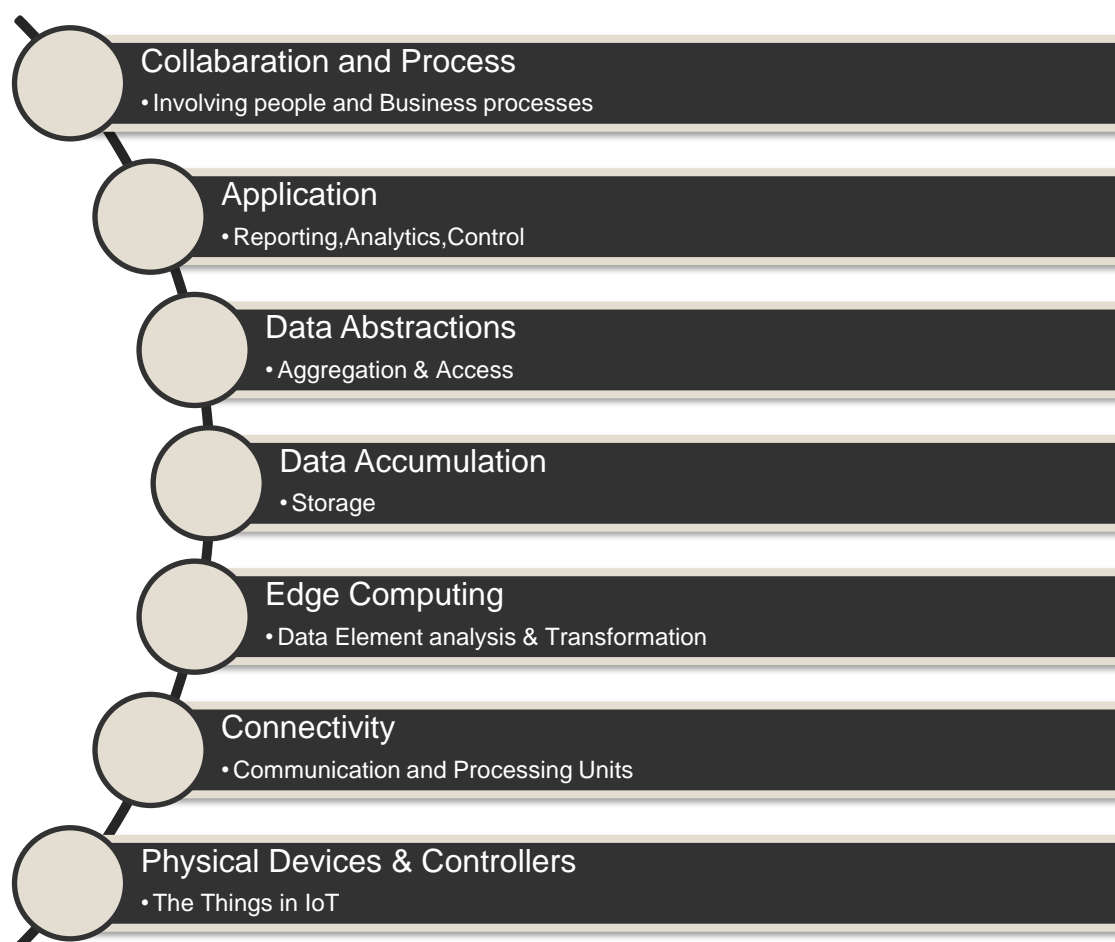 Collabaration and Process
•Involving people and Business processes
Application
•Reporting,Analytics,Control
Data Abstractions
•Aggregation & Access
Data Accumulation
•Storage
Edge Computing
•Data Element analysis & Transformation
Connectivity
•Communication and Processing Units
Physical Devices & Controllers
•The Things in IoT